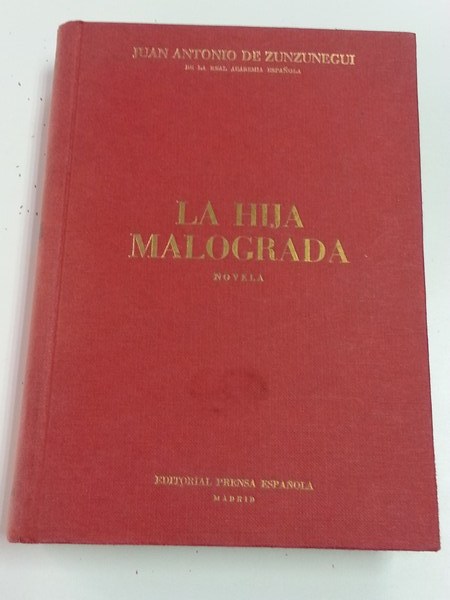 JUAN ANTONIO DE ZUNZUNEGUI
DE LA REAL ACADEMIA ESPAÑOLA
LA HIJA
MALOGRADA
NOVELA
EDITORIAL PRENSA ESPAÑOLA
MADRID